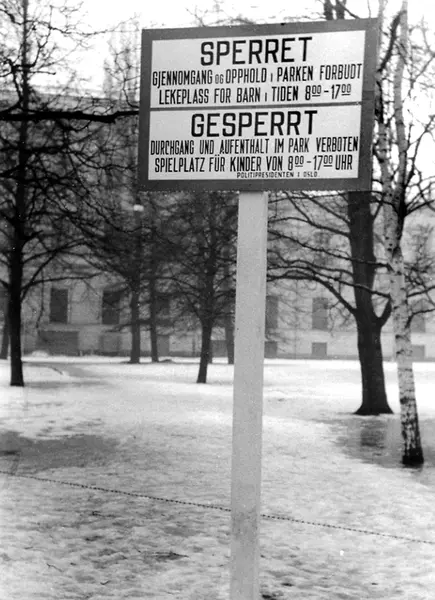 SPERRET
GJENNOMGANG OG OPPHOLD I PARKEN FORBUDT
LEKEPLASS FOR BARN I TIDEN 8⁰⁰-17⁰⁰
GESPERRT
DURCHGANG UND AUFENTHALT IM PARK VERBOTEN
SPIELPLATZ FÜR KINDER VON 8⁰⁰-17⁰⁰ UHR
POLITIPRESIDENTEN I OSLO